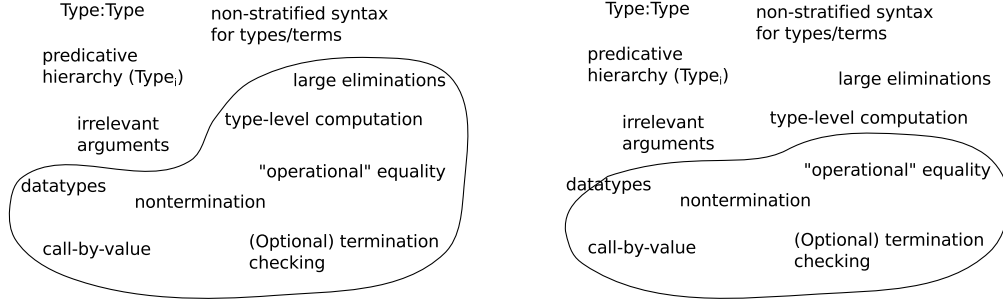 Type:Type
non-stratified syntax
for types/terms
predicative
hierarchy (Typeᵢ)
large eliminations
type-level computation
irrelevant
arguments
"operational" equality
datatypes
nontermination
call-by-value
(Optional) termination
checking
Type:Type
non-stratified syntax
for types/terms
predicative
hierarchy (Typeᵢ)
large eliminations
type-level computation
irrelevant
arguments
"operational" equality
datatypes
nontermination
call-by-value
(Optional) termination
checking